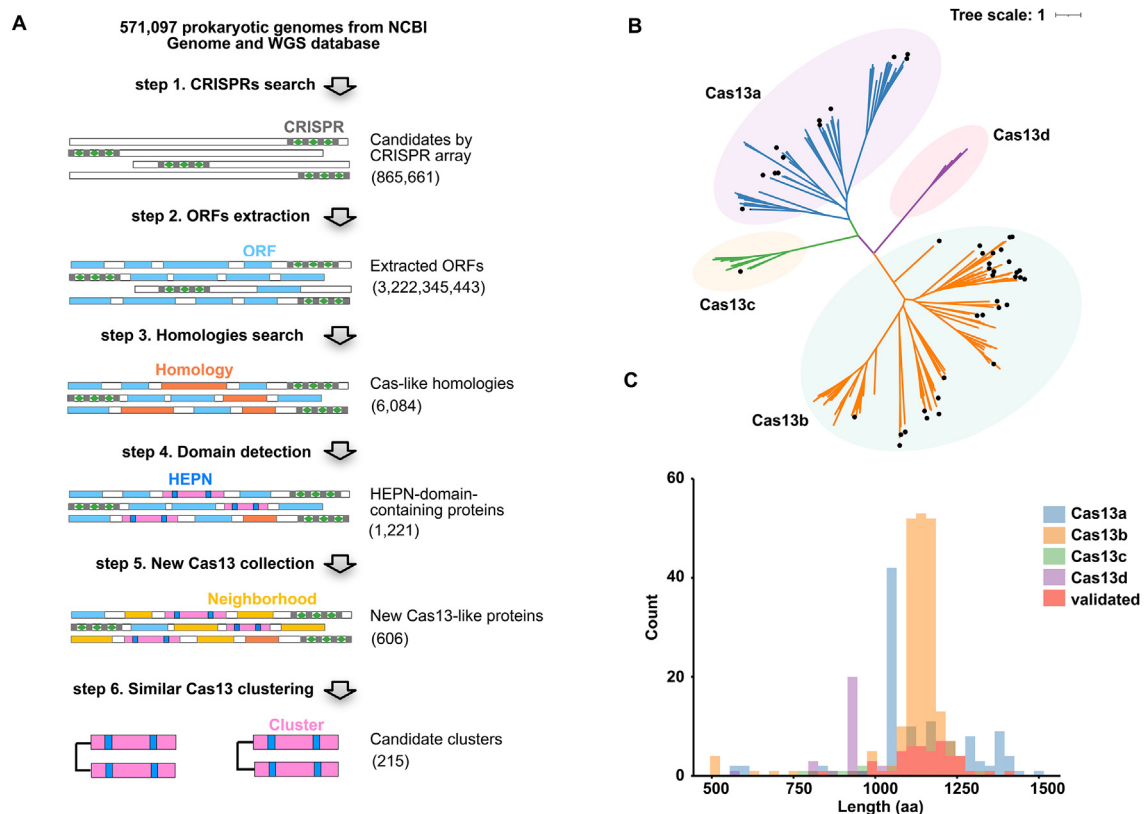 A
571,097 prokaryotic genomes from NCBI
Genome and WGS database
step 1. CRISPRs search
CRISPR
Candidates by
CRISPR array
(865,661)
step 2. ORFs extraction
ORF
Extracted ORFs
(3,222,345,443)
step 3. Homologies search
Homology
Cas-like homologies
(6,084)
step 4. Domain detection
HEPN
HEPN-domain-
containing proteins
(1,221)
step 5. New Cas13 collection
Neighborhood
New Cas13-like proteins
(606)
step 6. Similar Cas13 clustering
Cluster
Candidate clusters
(215)
B
Tree scale: 1
Cas13a
Cas13d
Cas13c
Cas13b
C
60
40
20
0
Count
500
750
1000
1250
1500
Length (aa)
Cas13a
Cas13b
Cas13c
Cas13d
validated